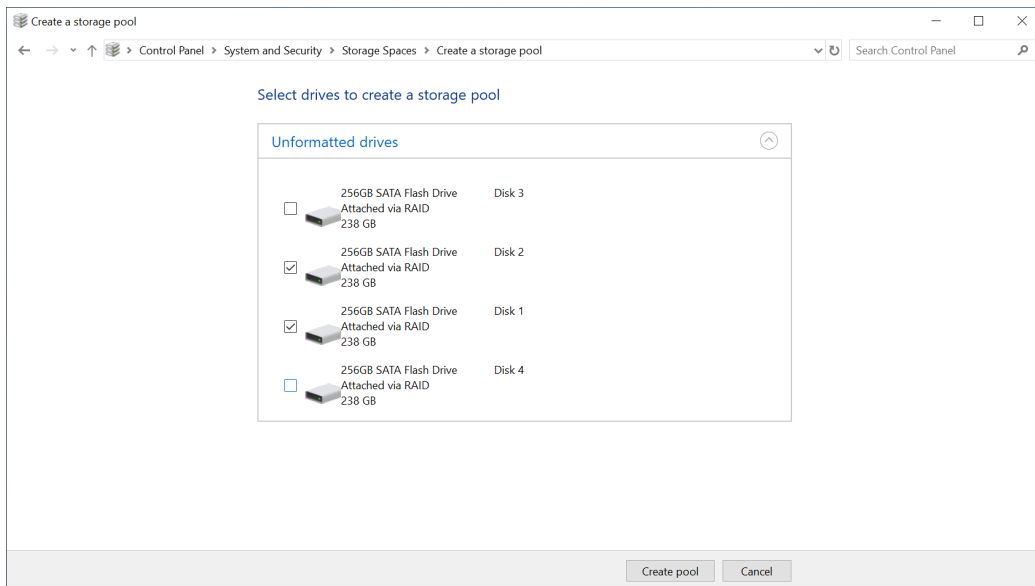 Create a storage pool
Control Panel > System and Security > Storage Spaces > Create a storage pool
Search Control Panel
Select drives to create a storage pool
Unformatted drives
256GB SATA Flash Drive Disk 3
Attached via RAID
238 GB
256GB SATA Flash Drive Disk 2
Attached via RAID
238 GB
256GB SATA Flash Drive Disk 1
Attached via RAID
238 GB
256GB SATA Flash Drive Disk 4
Attached via RAID
238 GB
Create pool Cancel